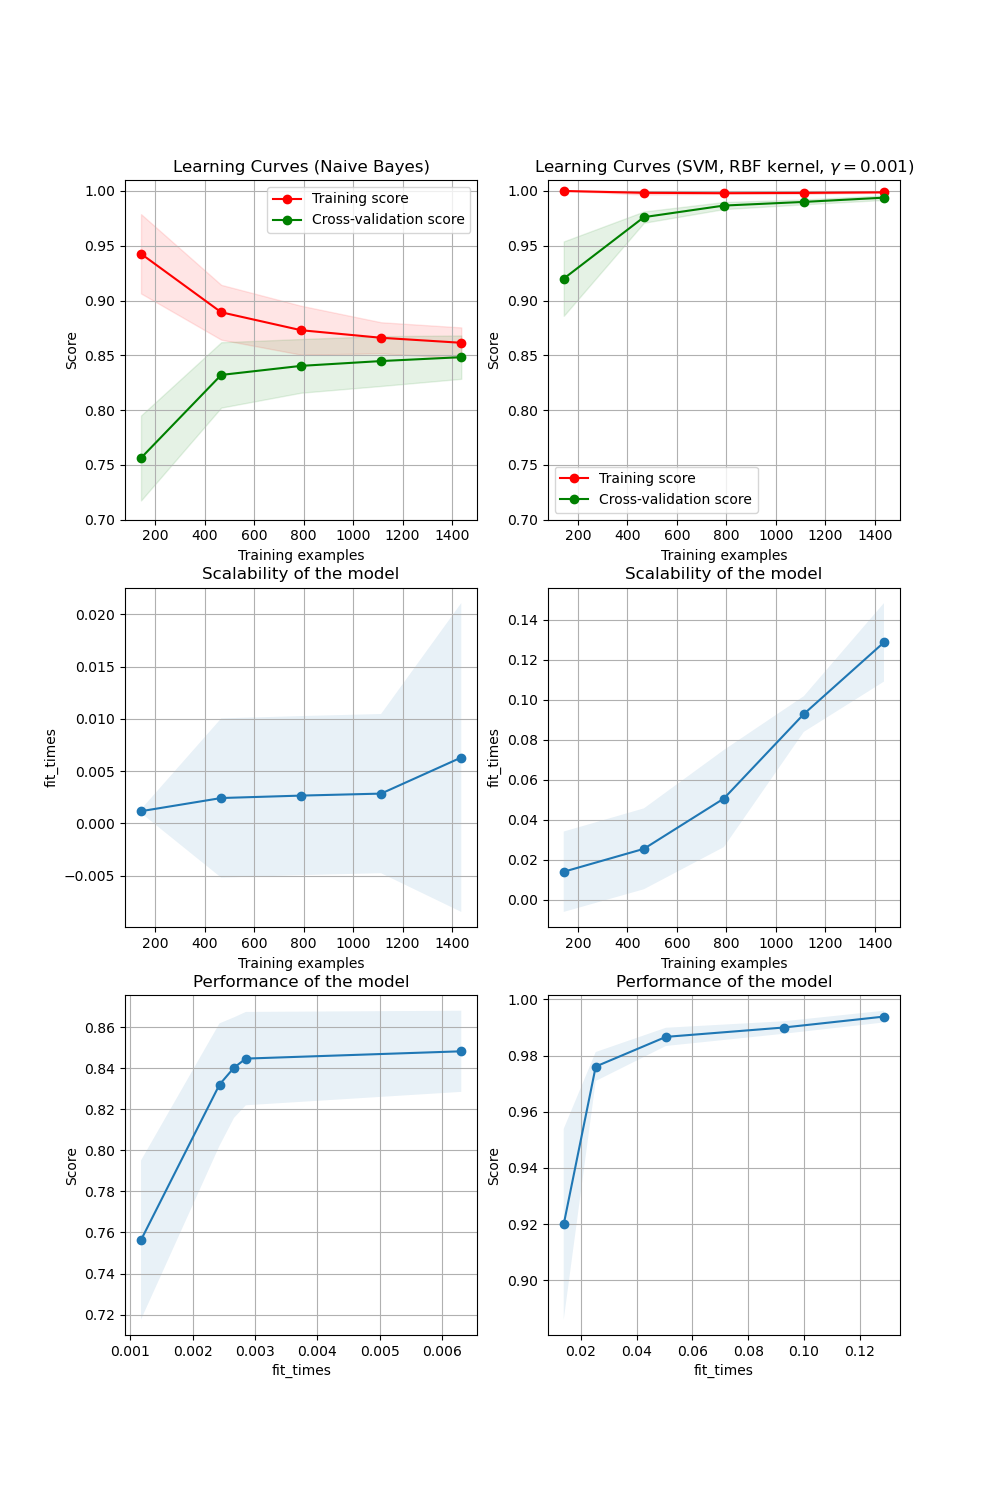 Learning Curves (Naive Bayes)
1.00
0.95
0.90
0.85
0.80
0.75
0.70
Score
Training score
Cross-validation score
200 400 600 800 1000 1200 1400
Training examples
Learning Curves (SVM, RBF kernel, γ = 0.001)
1.00
0.95
0.90
0.85
0.80
0.75
0.70
Score
Training score
Cross-validation score
200 400 600 800 1000 1200 1400
Training examples
Scalability of the model
0.020
0.015
0.010
0.005
0.000
−0.005
fit_times
200 400 600 800 1000 1200 1400
Training examples
Scalability of the model
0.14
0.12
0.10
0.08
0.06
0.04
0.02
0.00
fit_times
200 400 600 800 1000 1200 1400
Training examples
Performance of the model
0.86
0.84
0.82
0.80
0.78
0.76
0.74
0.72
Score
0.001 0.002 0.003 0.004 0.005 0.006
fit_times
Performance of the model
1.00
0.98
0.96
0.94
0.92
0.90
Score
0.02 0.04 0.06 0.08 0.10 0.12
fit_times